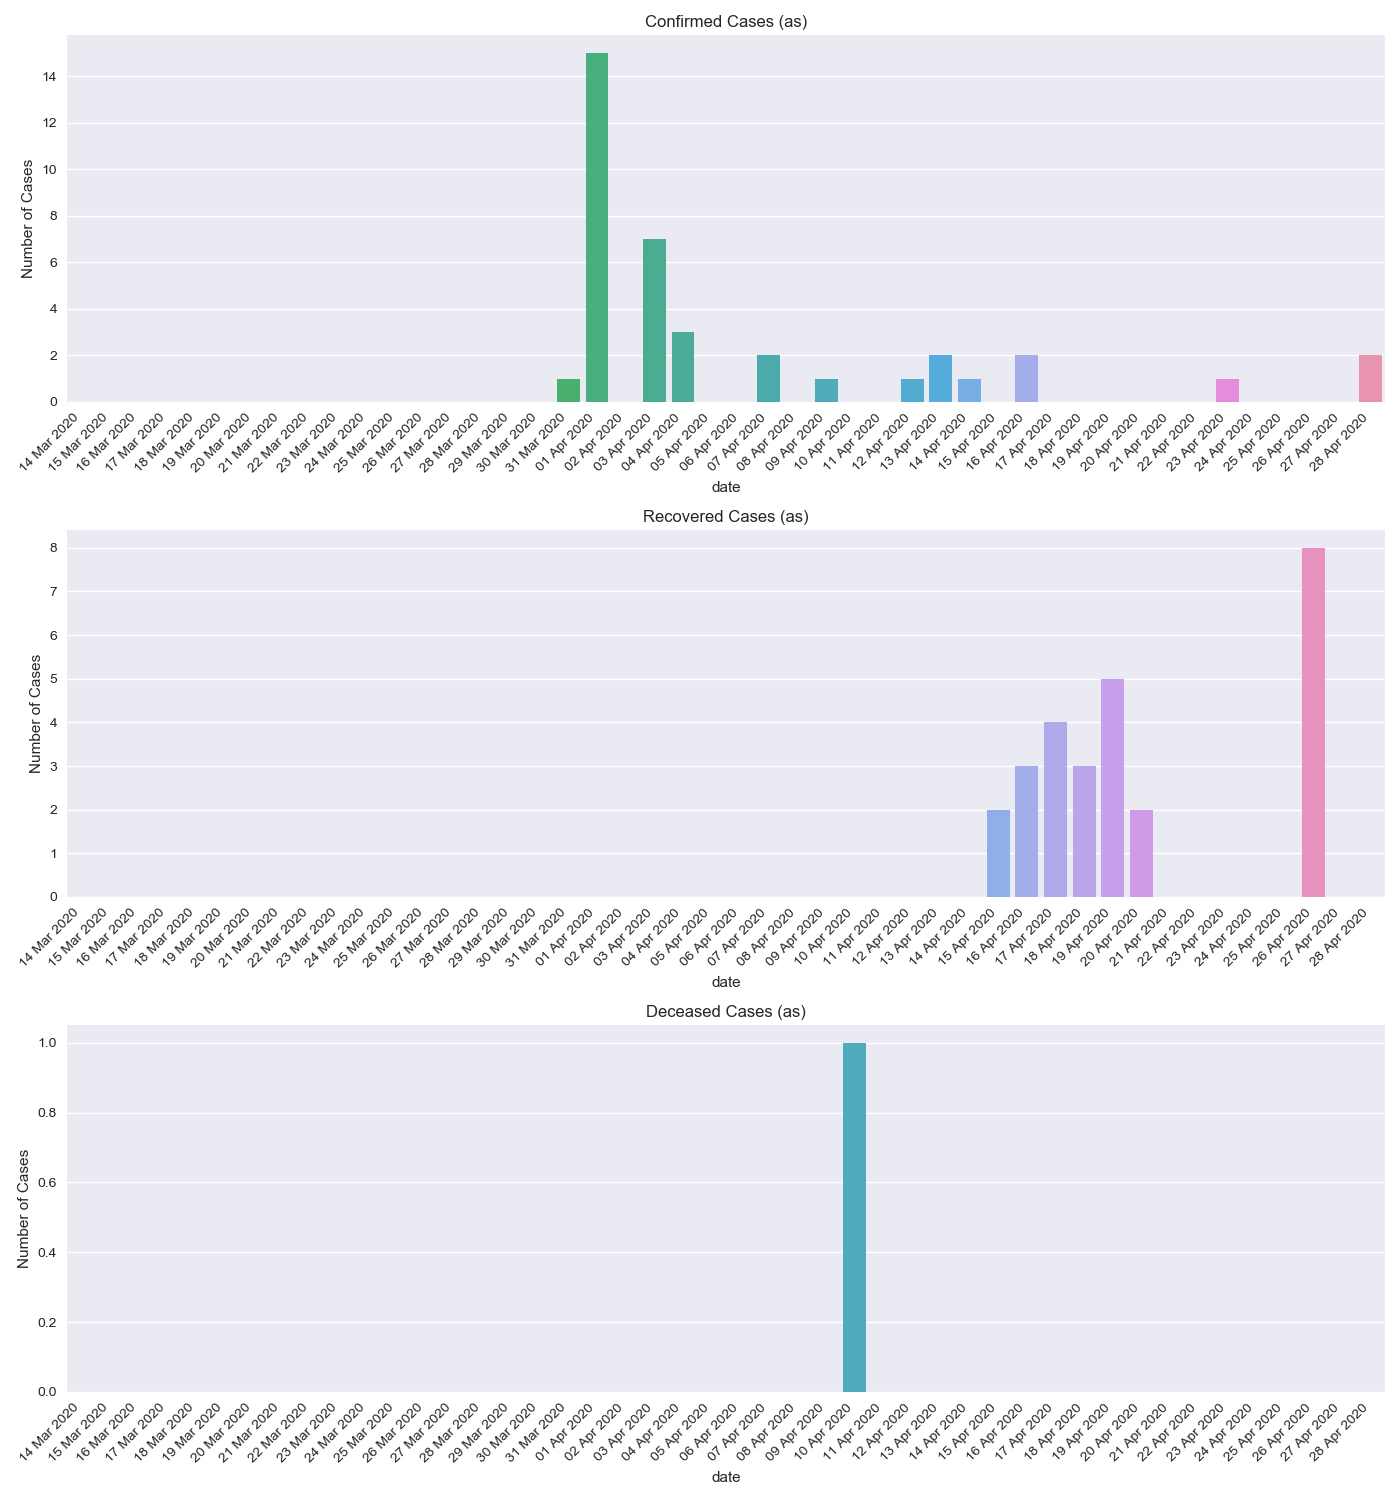 Confirmed Cases (as)
14
12
10
8
6
4
2
0
Number of Cases
14 Mar 2020
15 Mar 2020
16 Mar 2020
17 Mar 2020
18 Mar 2020
19 Mar 2020
20 Mar 2020
21 Mar 2020
22 Mar 2020
23 Mar 2020
24 Mar 2020
25 Mar 2020
26 Mar 2020
27 Mar 2020
28 Mar 2020
29 Mar 2020
30 Mar 2020
31 Mar 2020
01 Apr 2020
02 Apr 2020
03 Apr 2020
04 Apr 2020
05 Apr 2020
06 Apr 2020
07 Apr 2020
08 Apr 2020
09 Apr 2020
10 Apr 2020
11 Apr 2020
12 Apr 2020
13 Apr 2020
14 Apr 2020
15 Apr 2020
16 Apr 2020
17 Apr 2020
18 Apr 2020
19 Apr 2020
20 Apr 2020
21 Apr 2020
22 Apr 2020
23 Apr 2020
24 Apr 2020
25 Apr 2020
26 Apr 2020
27 Apr 2020
28 Apr 2020
date
Recovered Cases (as)
8
7
6
5
4
3
2
1
0
Number of Cases
14 Mar 2020
15 Mar 2020
16 Mar 2020
17 Mar 2020
18 Mar 2020
19 Mar 2020
20 Mar 2020
21 Mar 2020
22 Mar 2020
23 Mar 2020
24 Mar 2020
25 Mar 2020
26 Mar 2020
27 Mar 2020
28 Mar 2020
29 Mar 2020
30 Mar 2020
31 Mar 2020
01 Apr 2020
02 Apr 2020
03 Apr 2020
04 Apr 2020
05 Apr 2020
06 Apr 2020
07 Apr 2020
08 Apr 2020
09 Apr 2020
10 Apr 2020
11 Apr 2020
12 Apr 2020
13 Apr 2020
14 Apr 2020
15 Apr 2020
16 Apr 2020
17 Apr 2020
18 Apr 2020
19 Apr 2020
20 Apr 2020
21 Apr 2020
22 Apr 2020
23 Apr 2020
24 Apr 2020
25 Apr 2020
26 Apr 2020
27 Apr 2020
28 Apr 2020
date
Deceased Cases (as)
1.0
0.8
0.6
0.4
0.2
0.0
Number of Cases
14 Mar 2020
15 Mar 2020
16 Mar 2020
17 Mar 2020
18 Mar 2020
19 Mar 2020
20 Mar 2020
21 Mar 2020
22 Mar 2020
23 Mar 2020
24 Mar 2020
25 Mar 2020
26 Mar 2020
27 Mar 2020
28 Mar 2020
29 Mar 2020
30 Mar 2020
31 Mar 2020
01 Apr 2020
02 Apr 2020
03 Apr 2020
04 Apr 2020
05 Apr 2020
06 Apr 2020
07 Apr 2020
08 Apr 2020
09 Apr 2020
10 Apr 2020
11 Apr 2020
12 Apr 2020
13 Apr 2020
14 Apr 2020
15 Apr 2020
16 Apr 2020
17 Apr 2020
18 Apr 2020
19 Apr 2020
20 Apr 2020
21 Apr 2020
22 Apr 2020
23 Apr 2020
24 Apr 2020
25 Apr 2020
26 Apr 2020
27 Apr 2020
28 Apr 2020
date